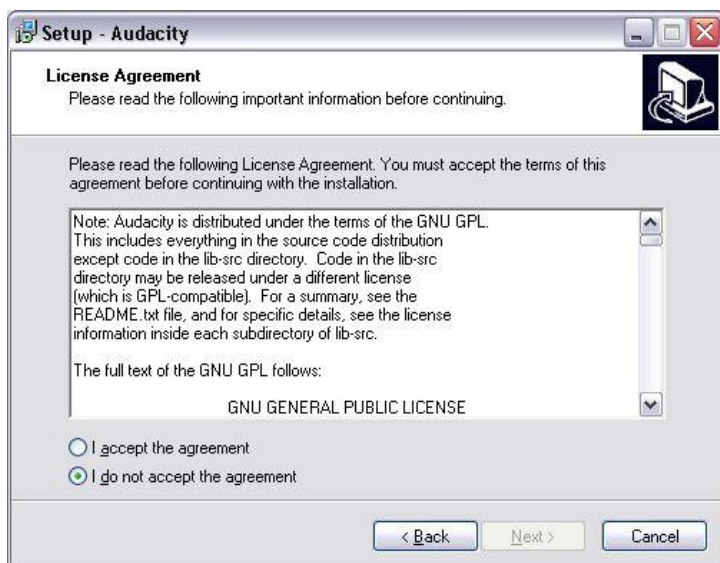 Setup - Audacity
License Agreement
Please read the following important information before continuing.
Please read the following License Agreement. You must accept the terms of this
agreement before continuing with the installation.
Note: Audacity is distributed under the terms of the GNU GPL.
This includes everything in the source code distribution
except code in the lib-src directory.  Code in the lib-src
directory may be released under a different license
(which is GPL-compatible).  For a summary, see the
README.txt file, and for specific details, see the license
information inside each subdirectory of lib-src.
The full text of the GNU GPL follows:
GNU GENERAL PUBLIC LICENSE
I accept the agreement
I do not accept the agreement
< Back Next > Cancel